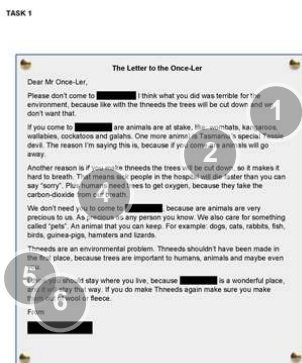 TASK 1
The Letter to the Once-Ler
Dear Mr Once-Ler,
Please don't come to I think what you did was terrible for the
environment, because like with the thneeds the trees will be cut down and we
don't want that.
If you come to are animals are at stake, like wombats, kangaroos,
wallabies, cockatoos and galahs. One more animal is Tasmania's special Tassie
devil. The reason I'm saying this, is because if you come are animals will go
away.
Another reason is if you make thneeds the trees will be cut down, so it makes it
hard to breath. That means sick people in the hospital will die faster than you can
say "sorry". Plus humans need trees to get oxygen, because they take the
carbon-dioxide from our breath.
We don't need you to come to , because are animals are very
precious to us. As precious as any person you know. We also care for something
called "pets". An animal that you can keep. For example: dogs, cats, rabbits, fish,
birds, guinea-pigs, hamsters and lizards.
Thneeds are an environmental problem. Thneeds shouldn't have been made in
the first place, because trees are important to humans, animals and maybe even
you.
should stay where you live, because is a wonderful place,
and it will stay that way. If you do make Thneeds again make sure you make
them out of wool or fleece.
From
1
2
5
6